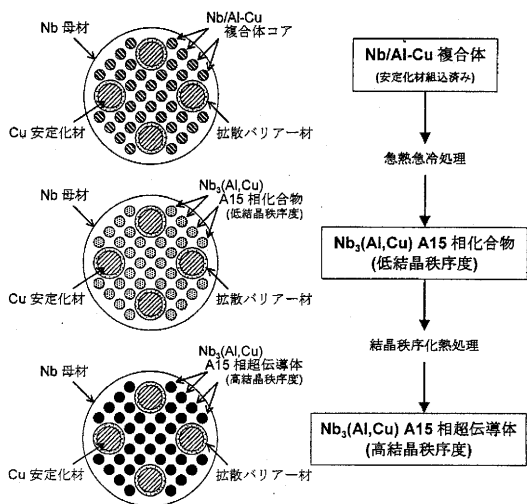 Nb 母材
Nb/Al-Cu
複合体コア
Cu 安定化材
拡散バリアー材
Nb 母材
Nb₃(Al,Cu)
A15 相化合物
(低結晶秩序度)
Cu 安定化材
拡散バリアー材
Nb 母材
Nb₃(Al,Cu)
A15 相超伝導体
(高結晶秩序度)
Cu 安定化材
拡散バリアー材
Nb/Al-Cu 複合体
(安定化材組込済み)
急熱急冷処理
Nb₃(Al,Cu) A15 相化合物
(低結晶秩序度)
結晶秩序化熱処理
Nb₃(Al,Cu) A15 相超伝導体
(高結晶秩序度)